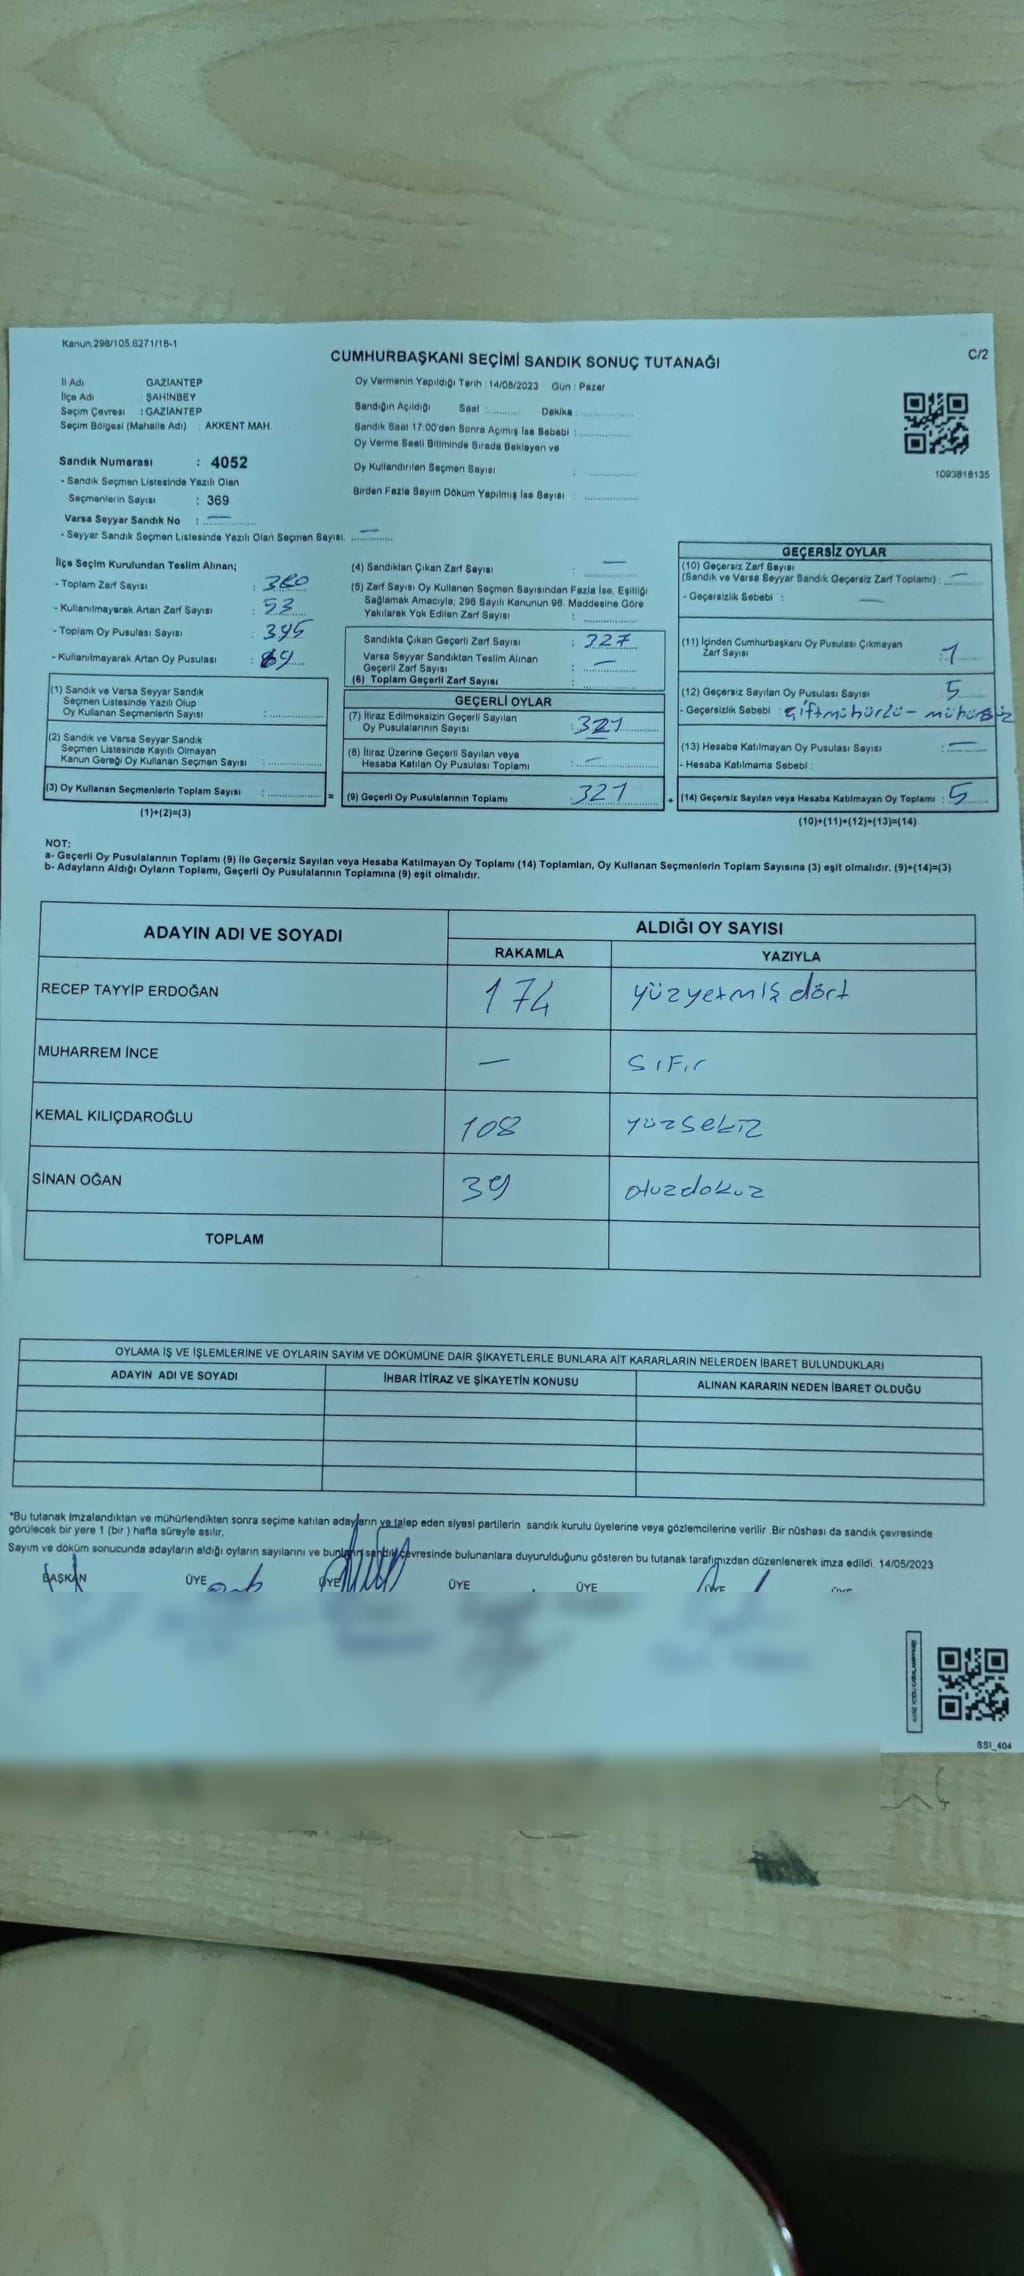 Kanun.298/105,6271/16-1
CUMHURBAŞKANI SEÇİMİ SANDIK SONUÇ TUTANAĞI
C/2
İl Adı GAZİANTEP
İlçe Adı : ŞAHİNBEY
Seçim Çevresi : GAZİANTEP
Seçim Bölgesi (Mahalle Adı) : AKKENT MAH.
Oy Vermenin Yapıldığı Tarih : 14/05/2023 Gün : Pazar
Sandığın Açıldığı Saat : Dakika :
Sandık Saat 17:00'den Sonra Açmış İse Sebebi :
Oy Verme Saati Bitiminde Sırada Bekleyen ve
Oy Kullandırılan Seçmen Sayısı :
Birden Fazla Sayım Döküm Yapılmış İse Sayısı :
1093818135
Sandık Numarası : 4052
- Sandık Seçmen Listesinde Yazılı Olan
Seçmenlerin Sayısı : 369
Varsa Seyyar Sandık No : —
- Seyyar Sandık Seçmen Listesinde Yazılı Olan Seçmen Sayısı: —
İlçe Seçim Kurulundan Teslim Alınan;
- Toplam Zarf Sayısı : 380
- Kullanılmayarak Artan Zarf Sayısı : 53
- Toplam Oy Pusulası Sayısı : 395
- Kullanılmayarak Artan Oy Pusulası : 69
(1) Sandık ve Varsa Seyyar Sandık
Seçmen Listesinde Yazılı Olup
Oy Kullanan Seçmenlerin Sayısı :
(2) Sandık ve Varsa Seyyar Sandık
Seçmen Listesinde Kayıtlı Olmayan
Kanun Gereği Oy Kullanan Seçmen Sayısı :
(3) Oy Kullanan Seçmenlerin Toplam Sayısı :
(1)+(2)=(3)
(4) Sandıktan Çıkan Zarf Sayısı : —
(5) Zarf Sayısı Oy Kullanan Seçmen Sayısından Fazla İse, Eşitliği
Sağlamak Amacıyla, 298 Sayılı Kanunun 98. Maddesine Göre
Yakılarak Yok Edilen Zarf Sayısı :
Sandıkta Çıkan Geçerli Zarf Sayısı : 327
Varsa Seyyar Sandıktan Teslim Alınan
Geçerli Zarf Sayısı : —
(6) Toplam Geçerli Zarf Sayısı :
GEÇERLİ OYLAR
(7) İtiraz Edilmeksizin Geçerli Sayılan
Oy Pusulalarının Sayısı : 321
(8) İtiraz Üzerine Geçerli Sayılan veya
Hesaba Katılan Oy Pusulası Toplamı : —
= (9) Geçerli Oy Pusulalarının Toplamı 321
GEÇERSİZ OYLAR
(10) Geçersiz Zarf Sayısı
(Sandık ve Varsa Seyyar Sandık Geçersiz Zarf Toplamı) : —
- Geçersizlik Sebebi : —
(11) İçinden Cumhurbaşkanı Oy Pusulası Çıkmayan
Zarf Sayısı : 1
(12) Geçersiz Sayılan Oy Pusulası Sayısı : 5
- Geçersizlik Sebebi : çiftmühürlü - mühürsüz
(13) Hesaba Katılmayan Oy Pusulası Sayısı : —
- Hesaba Katılmama Sebebi :
+ (14) Geçersiz Sayılan veya Hesaba Katılmayan Oy Toplamı : 5
(10)+(11)+(12)+(13)=(14)
NOT:
a- Geçerli Oy Pusulalarının Toplamı (9) ile Geçersiz Sayılan veya Hesaba Katılmayan Oy Toplamı (14) Toplamları, Oy Kullanan Seçmenlerin Toplam Sayısına (3) eşit olmalıdır. (9)+(14)=(3)
b- Adayların Aldığı Oyların Toplamı, Geçerli Oy Pusulalarının Toplamına (9) eşit olmalıdır.
ADAYIN ADI VE SOYADI ALDIĞI OY SAYISI
RAKAMLA YAZIYLA
RECEP TAYYİP ERDOĞAN 174 yüzyetmiş dört
MUHARREM İNCE — sıfır
KEMAL KILIÇDAROĞLU 108 yüzsekiz
SİNAN OĞAN 39 otuzdokuz
TOPLAM
OYLAMA İŞ VE İŞLEMLERİNE VE OYLARIN SAYIM VE DÖKÜMÜNE DAİR ŞİKAYETLERLE BUNLARA AİT KARARLARIN NELERDEN İBARET BULUNDUKLARI
ADAYIN ADI VE SOYADI İHBAR İTİRAZ VE ŞİKAYETİN KONUSU ALINAN KARARIN NEDEN İBARET OLDUĞU
*Bu tutanak imzalandıktan ve mühürlendikten sonra seçime katılan adayların ve talep eden siyasi partilerin sandık kurulu üyelerine veya gözlemcilerine verilir .Bir nüshası da sandık çevresinde
görülecek bir yere 1 (bir ) hafta süreyle asılır.
Sayım ve döküm sonucunda adayların aldığı oyların sayılarını ve bunların sandık çevresinde bulunanlara duyurulduğunu gösteren bu tutanak tarafımızdan düzenlenerek imza edildi. 14/05/2023
BAŞKAN ÜYE ÜYE ÜYE ÜYE ÜYE ÜYE
SSI_404